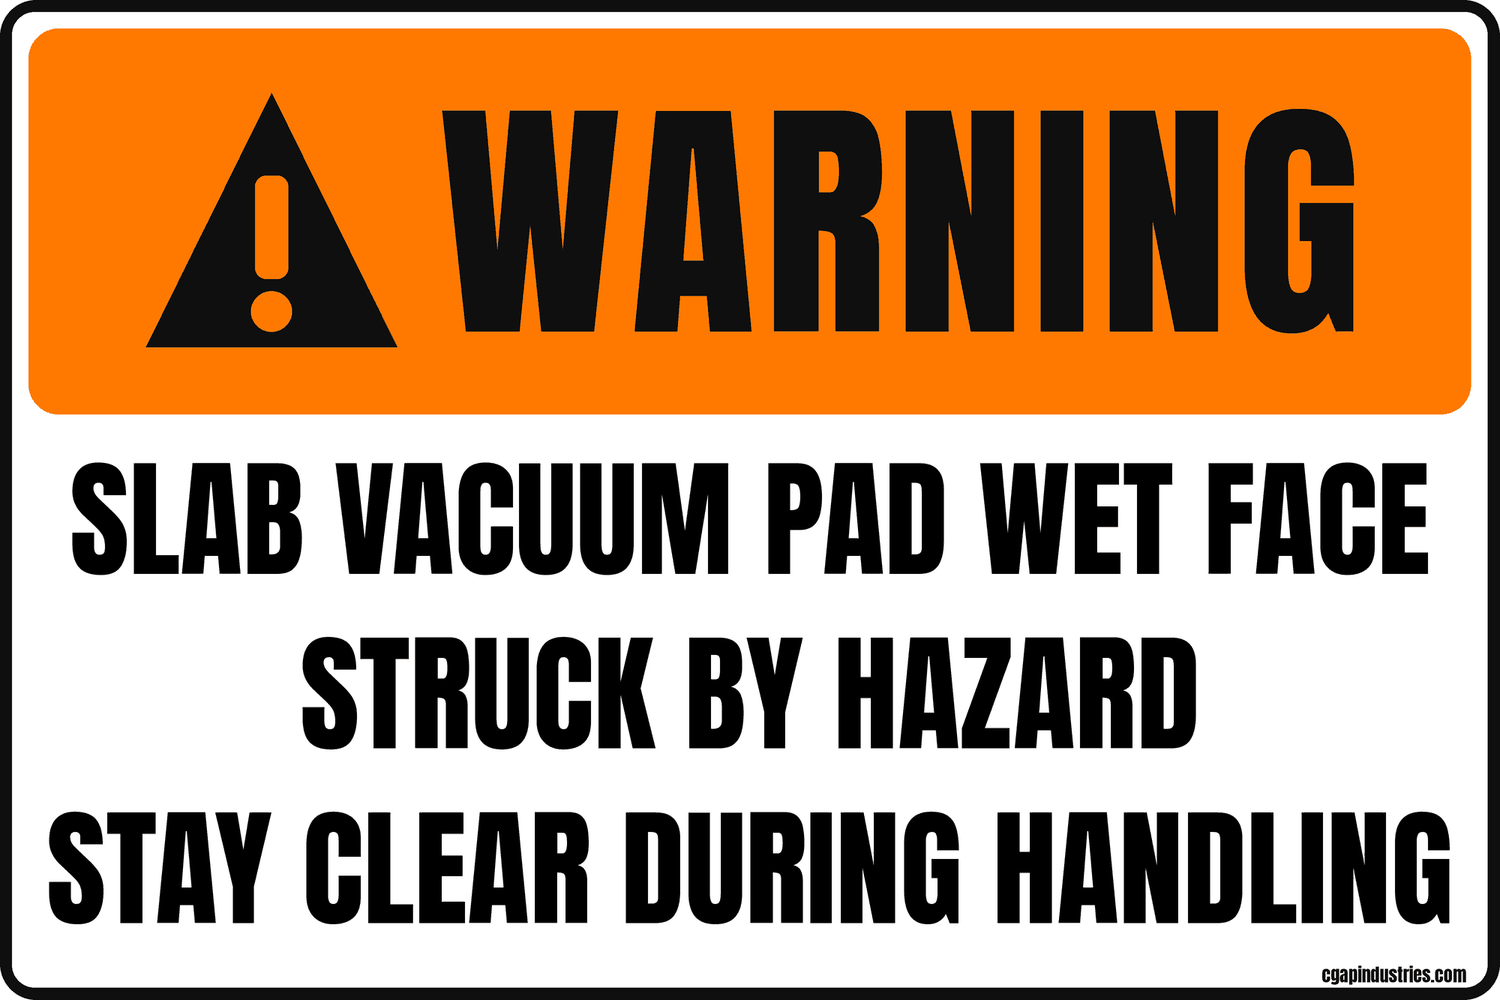 WARNING
SLAB VACUUM PAD WET FACE
STRUCK BY HAZARD
STAY CLEAR DURING HANDLING
cgapindustries.com